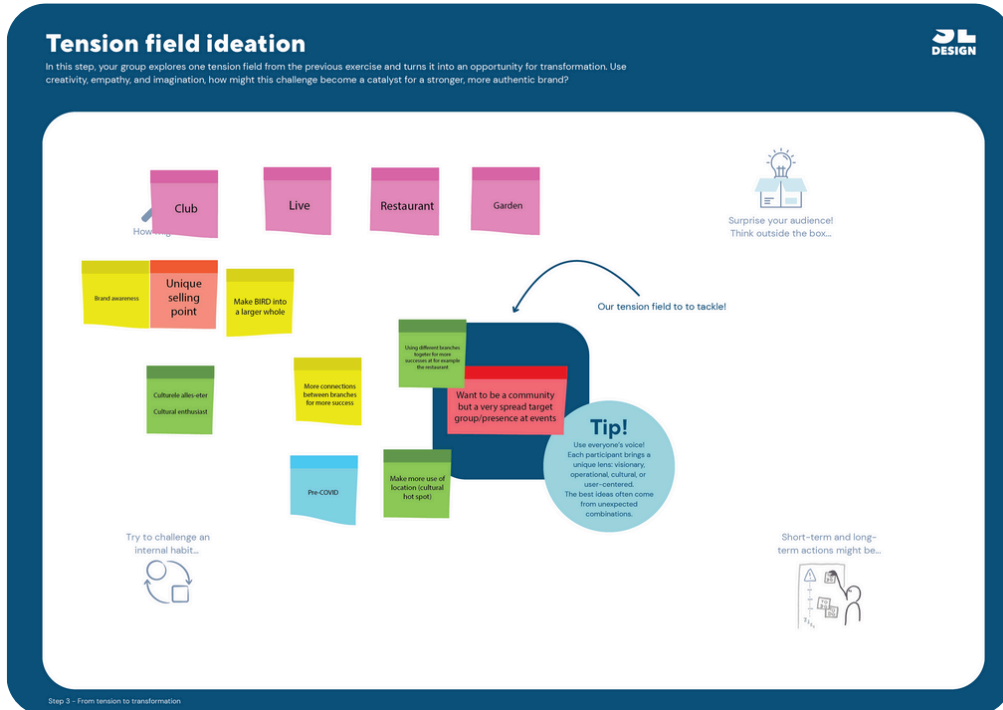 Tension field ideation
In this step, your group explores one tension field from the previous exercise and turns it into an opportunity for transformation. Use
creativity, empathy, and imagination, how might this challenge become a catalyst for a stronger, more authentic brand?
JL
DESIGN
Club
Live
Restaurant
Garden
How
Surprise your audience!
Think outside the box...
Brand awareness
Unique
selling
point
Make BIRD into
a larger whole
Our tension field to to tackle!
Using different branches
togeter for more
successes at for example
the restaurant
Culturele alles-eter
Cultural enthusiast
More connections
between branches
for more success
Want to be a community
but a very spread target
group/presence at events
Tip!
Use everyone's voice!
Each participant brings a
unique lens: visionary,
operational, cultural, or
user-centered.
The best ideas often come
from unexpected
combinations.
Pre-COVID
Make more use of
location (cultural
hot spot)
Try to challenge an
internal habit...
Short-term and long-
term actions might be...
Step 3 - From tension to transformation